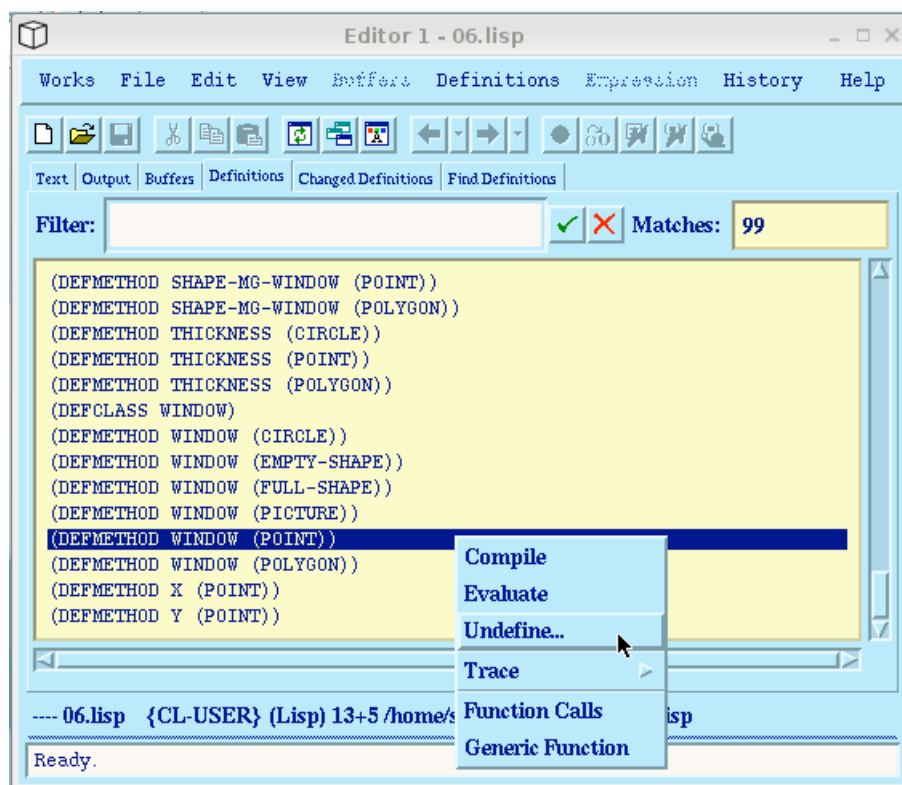 Editor 1 - 06.lisp
Works File Edit View Buffers Definitions Expression History Help
Text Output Buffers Definitions Changed Definitions Find Definitions
Filter: Matches: 99
(DEFMETHOD SHAPE-MG-WINDOW (POINT))
(DEFMETHOD SHAPE-MG-WINDOW (POLYGON))
(DEFMETHOD THICKNESS (CIRCLE))
(DEFMETHOD THICKNESS (POINT))
(DEFMETHOD THICKNESS (POLYGON))
(DEFCLASS WINDOW)
(DEFMETHOD WINDOW (CIRCLE))
(DEFMETHOD WINDOW (EMPTY-SHAPE))
(DEFMETHOD WINDOW (FULL-SHAPE))
(DEFMETHOD WINDOW (PICTURE))
(DEFMETHOD WINDOW (POINT))
(DEFMETHOD WINDOW (POLYGON))
(DEFMETHOD X (POINT))
(DEFMETHOD Y (POINT))
Compile
Evaluate
Undefine...
Trace
Function Calls
Generic Function
---- 06.lisp {CL-USER} (Lisp) 13+5 /home/s isp
Ready.